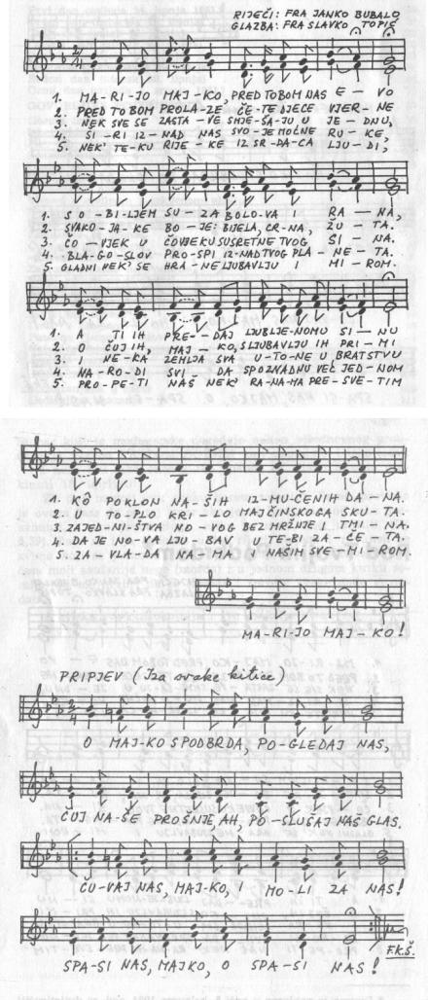 RIJEČI: FRA JANKO BUBALO
GLAZBA: FRA SLAVKO TOPIĆ
1. MA-RI-JO MAJ-KO, PRED TOBOM NAS E — VO
2. PRED TOBOM PROLA-ZE ČE-TE DJECE VJER-NE
3. NEK SVE SE ZASTA-VE SMJE-ŠA-JU U JE-DNU,
4. ŠI-RI IZ-NAD NAS SVO-JE MOĆNE RU-KE,
5. NEK' TE-KU RIJE-KE IZ SR-DA-CA LJU-DI,
1. S O-BI-LJEM SU-ZA BOLO-VA I RA — NA,
2. SVAKO-JA-KE BO-JE: BIJELA, CR-NA, ŽU-TA.
3. ČO-VJEK U ČOVJEKU SUSRETNE TVOG SI-NA.
4. BLA-GO-SLOV PRO-SPI IZ-NAD TVOG PLA-NE-TA.
5. GLADNI NEK' SE HRA-NE LJUBAVLJU I MI-ROM.
1. A TI IH PRE-DAJ LJUBLJE-NOMU SI — NU
2. O ČUJ IH, MAJ-KO, S LJUBAVLJU IH PRI-MI
3. I NE-KA ZEMLJA SVA U-TO-NE U BRATSTVU
4. NA-RO-DI SVI DA SPOZNADNU VEĆ JED-NOM
5. PRO-PE-TI NAŠ NEK' RA-NA-MA PRE-SVE-TIM
1. KÔ POKLON NA-ŠIH IZ-MU-ČENIH DA-NA.
2. U TO-PLO KRI-LO MAJČINSKOGA SKU-TA.
3. ZAJED-NI-ŠTVA NO-VOG BEZ MRŽNJE I TMI-NA.
4. DA JE NO-VA LJU-BAV U TE-BI ZA-ČE-TA.
5. ZA-VLA-DA NA-MA I NAŠIM SVE-MI-ROM.
MA-RI-JO MAJ-KO!
PRIPJEV (Iza svake kitice)
O MAJ-KO S PODBRDA, PO-GLEDAJ NAS,
ČUJ NA-ŠE PROŠNJE AH, PO-SLUŠAJ NAŠ GLAS.
ČU-VAJ NAS, MAJ-KO, I MO-LI ZA NAS!
SPA-SI NAS, MAJKO, O SPA-SI NAS!
F.K.Š.